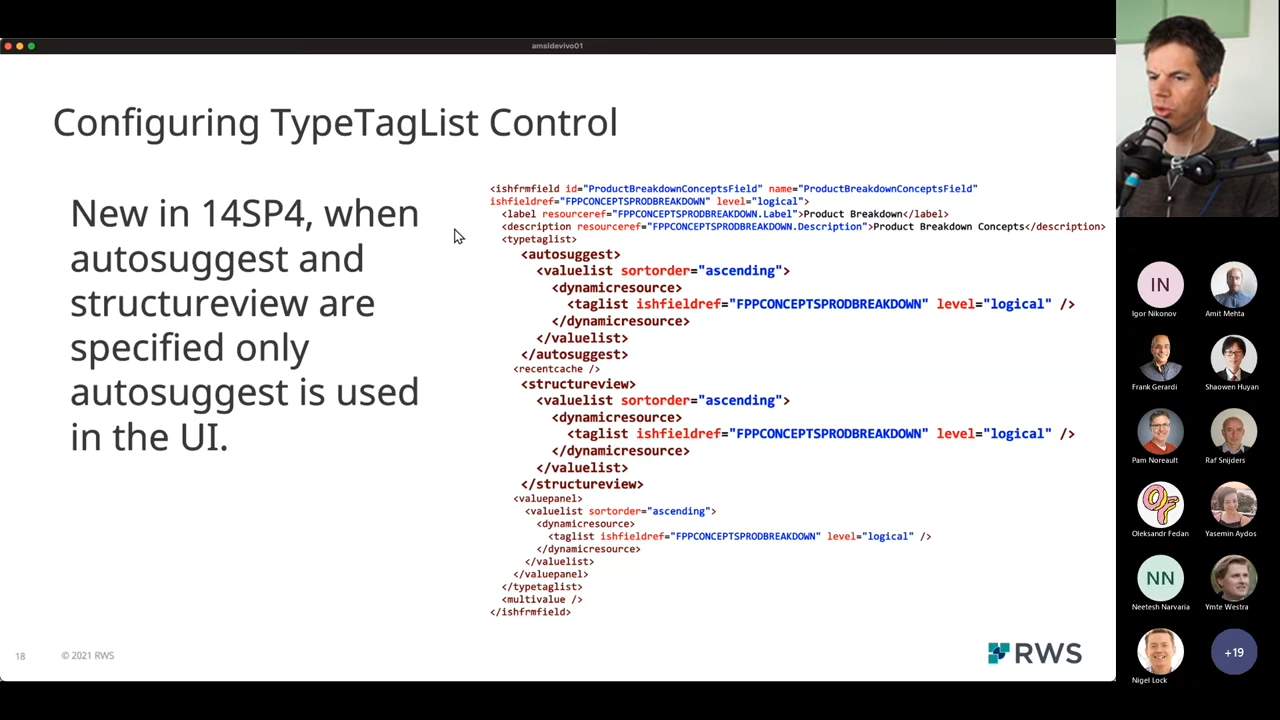 amsldevivo01
Configuring TypeTagList Control
New in 14SP4, when
autosuggest and
structureview are
specified only
autosuggest is used
in the UI.
<ishfrmfield id="ProductBreakdownConceptsField" name="ProductBreakdownConceptsField"
ishfieldref="FPPCONCEPTSPRODBREAKDOWN" level="logical">
<label resourceref="FPPCONCEPTSPRODBREAKDOWN.Label">Product Breakdown</label>
<description resourceref="FPPCONCEPTSPRODBREAKDOWN.Description">Product Breakdown Concepts</description>
<typetaglist>
<autosuggest>
<valuelist sortorder="ascending">
<dynamicresource>
<taglist ishfieldref="FPPCONCEPTSPRODBREAKDOWN" level="logical" />
</dynamicresource>
</valuelist>
</autosuggest>
<recentcache />
<structureview>
<valuelist sortorder="ascending">
<dynamicresource>
<taglist ishfieldref="FPPCONCEPTSPRODBREAKDOWN" level="logical" />
</dynamicresource>
</valuelist>
</structureview>
<valuepanel>
<valuelist sortorder="ascending">
<dynamicresource>
<taglist ishfieldref="FPPCONCEPTSPRODBREAKDOWN" level="logical" />
</dynamicresource>
</valuelist>
</valuepanel>
</typetaglist>
<multivalue />
</ishfrmfield>
18
© 2021 RWS
RWS
IN
Igor Nikonov
Amit Mehta
Frank Gerardi
Shaowen Huyan
Pam Noreault
Raf Snijders
OF
Oleksandr Fedan
Yasemin Aydos
NN
Neetesh Narvaria
Ymte Westra
Nigel Lock
+19